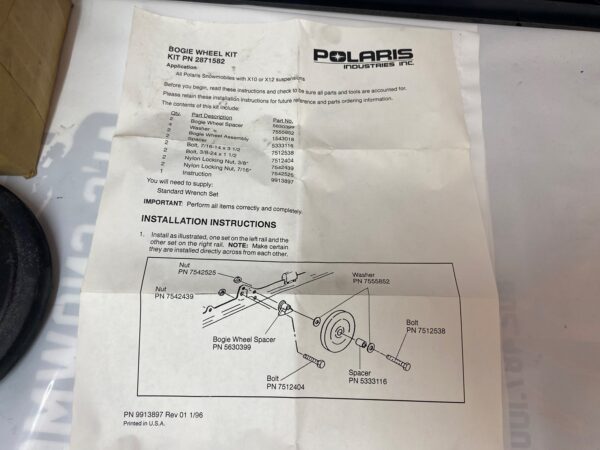 BOGIE WHEEL KIT
KIT PN 2871582
POLARIS
INDUSTRIES INC.
Application
All Polaris Snowmobiles with X10 or X12 suspensions
Before you begin, read these instructions and check to be sure all parts and tools are accounted for.
Please retain these installation instructions for future reference and parts ordering information.
The contents of this kit include:
Qty. Part Description Part No.
2 Bogie Wheel Spacer 5630399
4 Washer 7555852
2 Bogie Wheel Assembly 1543018
2 Spacer 5333116
2 Bolt, 7/16-14 x 3 1/2 7512538
2 Bolt, 3/8-24 x 1 1/2 7512404
2 Nylon Locking Nut, 3/8" 7542439
2 Nylon Locking Nut, 7/16" 7542525
1 Instruction 9913897
You will need to supply:
Standard Wrench Set
IMPORTANT: Perform all items correctly and completely.
INSTALLATION INSTRUCTIONS
1. Install as illustrated, one set on the left rail and the
other set on the right rail. NOTE: Make certain
they are installed directly across from each other.
Nut
PN 7542525
Nut
PN 7542439
Washer
PN 7555852
Bogie Wheel Spacer
PN 5630399
Bolt
PN 7512538
Bolt
PN 7512404
Spacer
PN 5333116
PN 9913897 Rev 01 1/96
Printed in U.S.A.